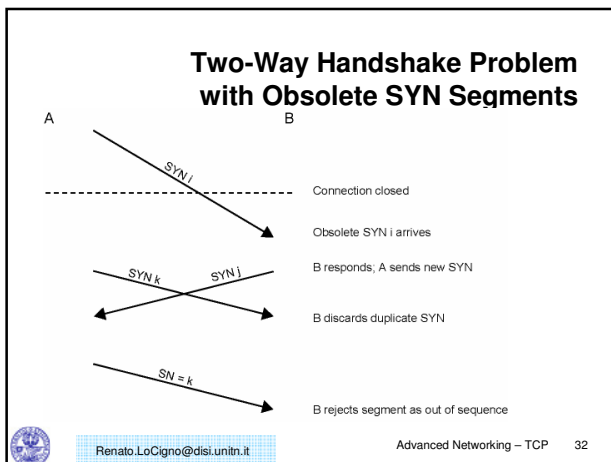 Two-Way Handshake Problem
with Obsolete SYN Segments
A B
SYN i
Connection closed
Obsolete SYN i arrives
SYN k SYN j
B responds; A sends new SYN
B discards duplicate SYN
SN = k
B rejects segment as out of sequence
Renato.LoCigno@disi.unitn.it Advanced Networking – TCP 32